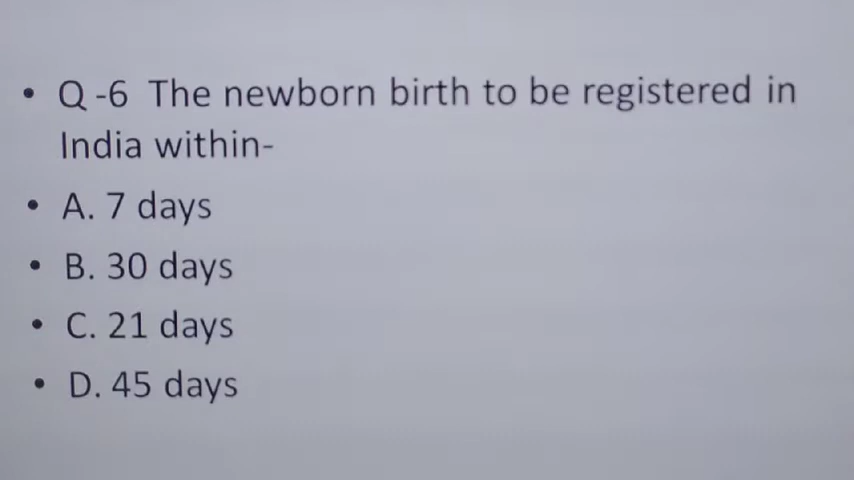 • Q -6 The newborn birth to be registered in
India within-
• A. 7 days
• B. 30 days
• C. 21 days
• D. 45 days